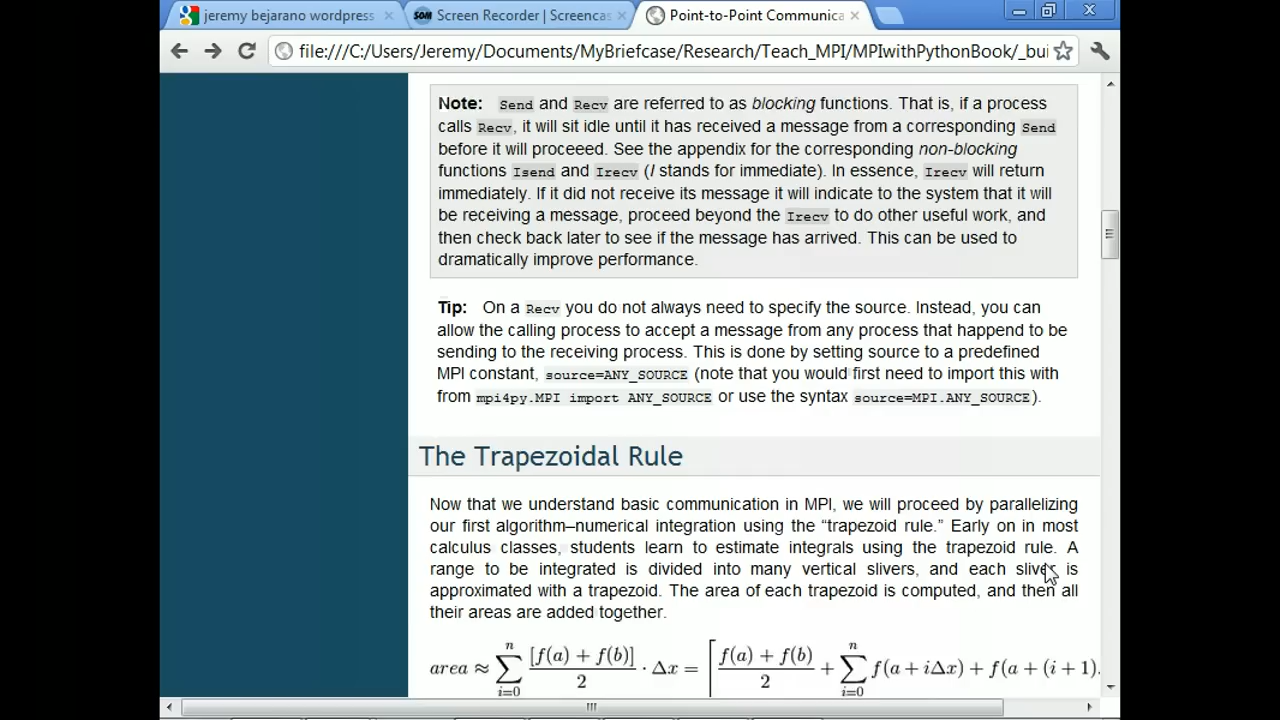 jeremy bejarano wordpress
Screen Recorder | Screencas
Point-to-Point Communica
file:///C:/Users/Jeremy/Documents/MyBriefcase/Research/Teach_MPI/MPIwithPythonBook/_bui
Note: Send and Recv are referred to as blocking functions. That is, if a process
calls Recv, it will sit idle until it has received a message from a corresponding Send
before it will proceeed. See the appendix for the corresponding non-blocking
functions Isend and Irecv (I stands for immediate). In essence, Irecv will return
immediately. If it did not receive its message it will indicate to the system that it will
be receiving a message, proceed beyond the Irecv to do other useful work, and
then check back later to see if the message has arrived. This can be used to
dramatically improve performance.
Tip: On a Recv you do not always need to specify the source. Instead, you can
allow the calling process to accept a message from any process that happend to be
sending to the receiving process. This is done by setting source to a predefined
MPI constant, source=ANY_SOURCE (note that you would first need to import this with
from mpi4py.MPI import ANY_SOURCE or use the syntax source=MPI.ANY_SOURCE).
The Trapezoidal Rule
Now that we understand basic communication in MPI, we will proceed by parallelizing
our first algorithm–numerical integration using the “trapezoid rule.” Early on in most
calculus classes, students learn to estimate integrals using the trapezoid rule. A
range to be integrated is divided into many vertical slivers, and each sliver is
approximated with a trapezoid. The area of each trapezoid is computed, and then all
their areas are added together.
area ≈ ∑_{i=0}^{n} [f(a) + f(b)]/2 · Δx = [ f(a) + f(b)/2 + ∑_{i=0}^{n} f(a + iΔx) + f(a + (i + 1).